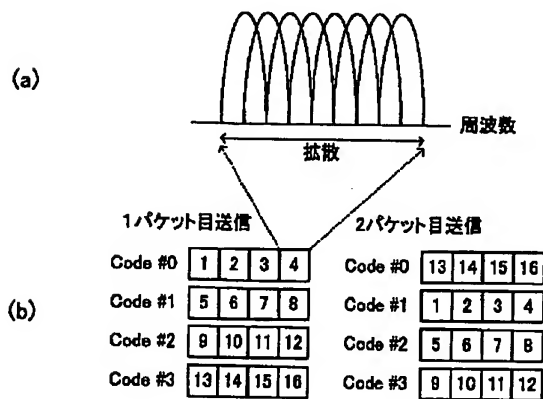 (a)
周波数
拡散
1パケット目送信
2パケット目送信
(b)
Code #0 1 2 3 4
Code #1 5 6 7 8
Code #2 9 10 11 12
Code #3 13 14 15 16
Code #0 13 14 15 16
Code #1 1 2 3 4
Code #2 5 6 7 8
Code #3 9 10 11 12